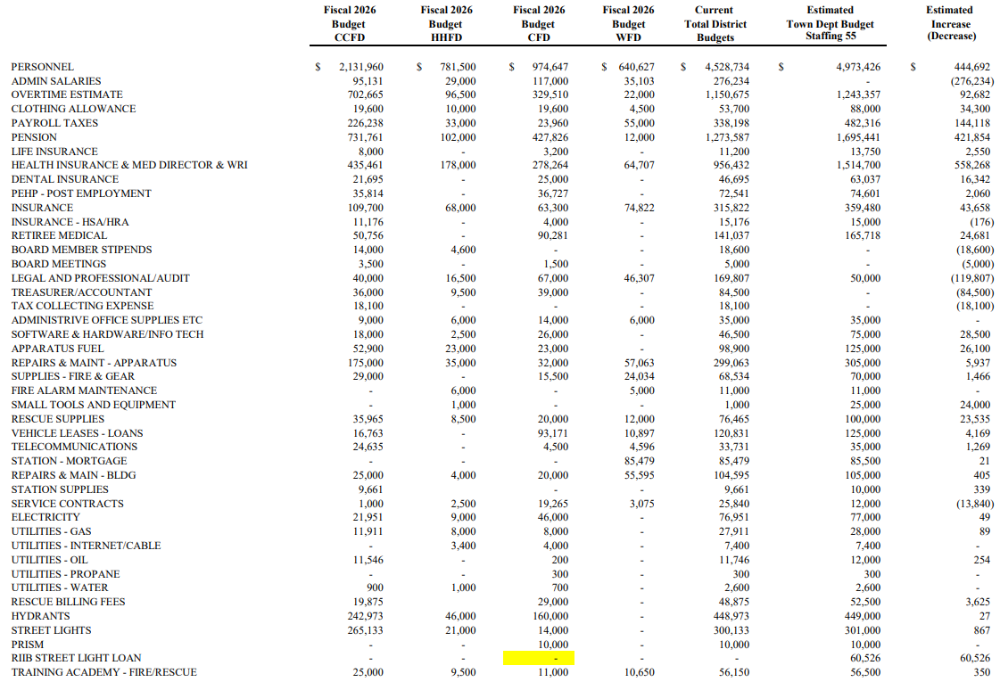 Fiscal 2026 Fiscal 2026 Fiscal 2026 Fiscal 2026 Current Estimated Estimated
Budget Budget Budget Budget Total District Town Dept Budget Increase
CCFD HHFD CFD WFD Budgets Staffing 55 (Decrease)
PERSONNEL $ 2,131,960 $ 781,500 $ 974,647 $ 640,627 $ 4,528,734 $ 4,973,426 $ 444,692
ADMIN SALARIES 95,131 29,000 117,000 35,103 276,234 - (276,234)
OVERTIME ESTIMATE 702,665 96,500 329,510 22,000 1,150,675 1,243,357 92,682
CLOTHING ALLOWANCE 19,600 10,000 19,600 4,500 53,700 88,000 34,300
PAYROLL TAXES 226,238 33,000 23,960 55,000 338,198 482,316 144,118
PENSION 731,761 102,000 427,826 12,000 1,273,587 1,695,441 421,854
LIFE INSURANCE 8,000 - 3,200 - 11,200 13,750 2,550
HEALTH INSURANCE & MED DIRECTOR & WRI 435,461 178,000 278,264 64,707 956,432 1,514,700 558,268
DENTAL INSURANCE 21,695 - 25,000 - 46,695 63,037 16,342
PEHP - POST EMPLOYMENT 35,814 - 36,727 - 72,541 74,601 2,060
INSURANCE 109,700 68,000 63,300 74,822 315,822 359,480 43,658
INSURANCE - HSA/HRA 11,176 - 4,000 - 15,176 15,000 (176)
RETIREE MEDICAL 50,756 - 90,281 - 141,037 165,718 24,681
BOARD MEMBER STIPENDS 14,000 4,600 - - 18,600 - (18,600)
BOARD MEETINGS 3,500 - 1,500 - 5,000 - (5,000)
LEGAL AND PROFESSIONAL/AUDIT 40,000 16,500 67,000 46,307 169,807 50,000 (119,807)
TREASURER/ACCOUNTANT 36,000 9,500 39,000 - 84,500 - (84,500)
TAX COLLECTING EXPENSE 18,100 - - - 18,100 - (18,100)
ADMINISTRIVE OFFICE SUPPLIES ETC 9,000 6,000 14,000 6,000 35,000 35,000 -
SOFTWARE & HARDWARE/INFO TECH 18,000 2,500 26,000 - 46,500 75,000 28,500
APPARATUS FUEL 52,900 23,000 23,000 - 98,900 125,000 26,100
REPAIRS & MAINT - APPARATUS 175,000 35,000 32,000 57,063 299,063 305,000 5,937
SUPPLIES - FIRE & GEAR 29,000 - 15,500 24,034 68,534 70,000 1,466
FIRE ALARM MAINTENANCE - 6,000 - 5,000 11,000 11,000 -
SMALL TOOLS AND EQUIPMENT - 1,000 - - 1,000 25,000 24,000
RESCUE SUPPLIES 35,965 8,500 20,000 12,000 76,465 100,000 23,535
VEHICLE LEASES - LOANS 16,763 - 93,171 10,897 120,831 125,000 4,169
TELECOMMUNICATIONS 24,635 - 4,500 4,596 33,731 35,000 1,269
STATION - MORTGAGE - - - 85,479 85,479 85,500 21
REPAIRS & MAIN - BLDG 25,000 4,000 20,000 55,595 104,595 105,000 405
STATION SUPPLIES 9,661 - - 9,661 10,000 339
SERVICE CONTRACTS 1,000 2,500 19,265 3,075 25,840 12,000 (13,840)
ELECTRICITY 21,951 9,000 46,000 - 76,951 77,000 49
UTILITIES - GAS 11,911 8,000 8,000 - 27,911 28,000 89
UTILITIES - INTERNET/CABLE - 3,400 4,000 - 7,400 7,400 -
UTILITIES - OIL 11,546 - 200 - 11,746 12,000 254
UTILITIES - PROPANE - - 300 - 300 300 -
UTILITIES - WATER 900 1,000 700 - 2,600 2,600 -
RESCUE BILLING FEES 19,875 29,000 - 48,875 52,500 3,625
HYDRANTS 242,973 46,000 160,000 - 448,973 449,000 27
STREET LIGHTS 265,133 21,000 14,000 - 300,133 301,000 867
PRISM - - 10,000 - 10,000 10,000 -
RIIB STREET LIGHT LOAN - - - - - 60,526 60,526
TRAINING ACADEMY - FIRE/RESCUE 25,000 9,500 11,000 10,650 56,150 56,500 350